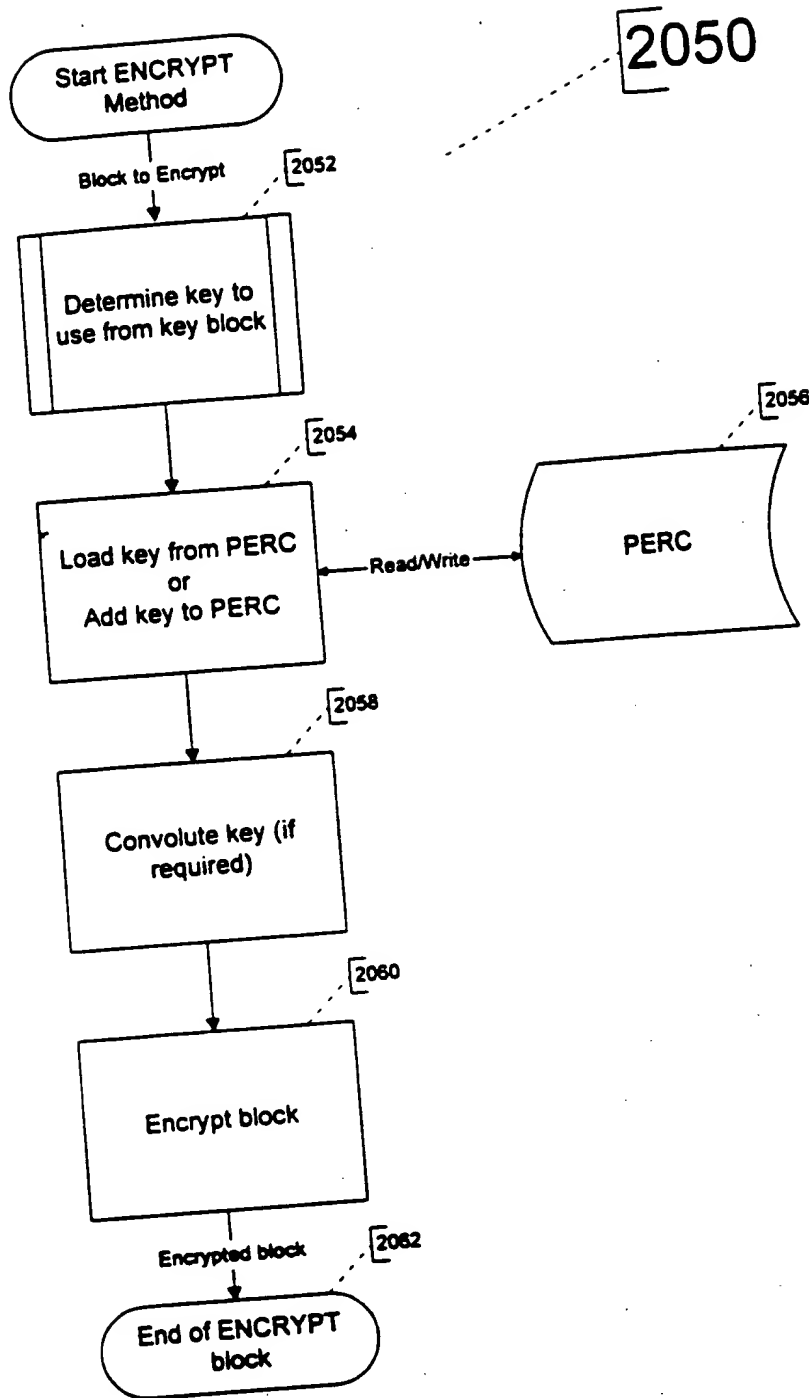 2050
Start ENCRYPT
Method
Block to Encrypt
2052
Determine key to
use from key block
2054
2056
Load key from PERC
or
Add key to PERC
Read/Write
PERC
2058
Convolute key (if
required)
2060
Encrypt block
Encrypted block
2062
End of ENCRYPT
block